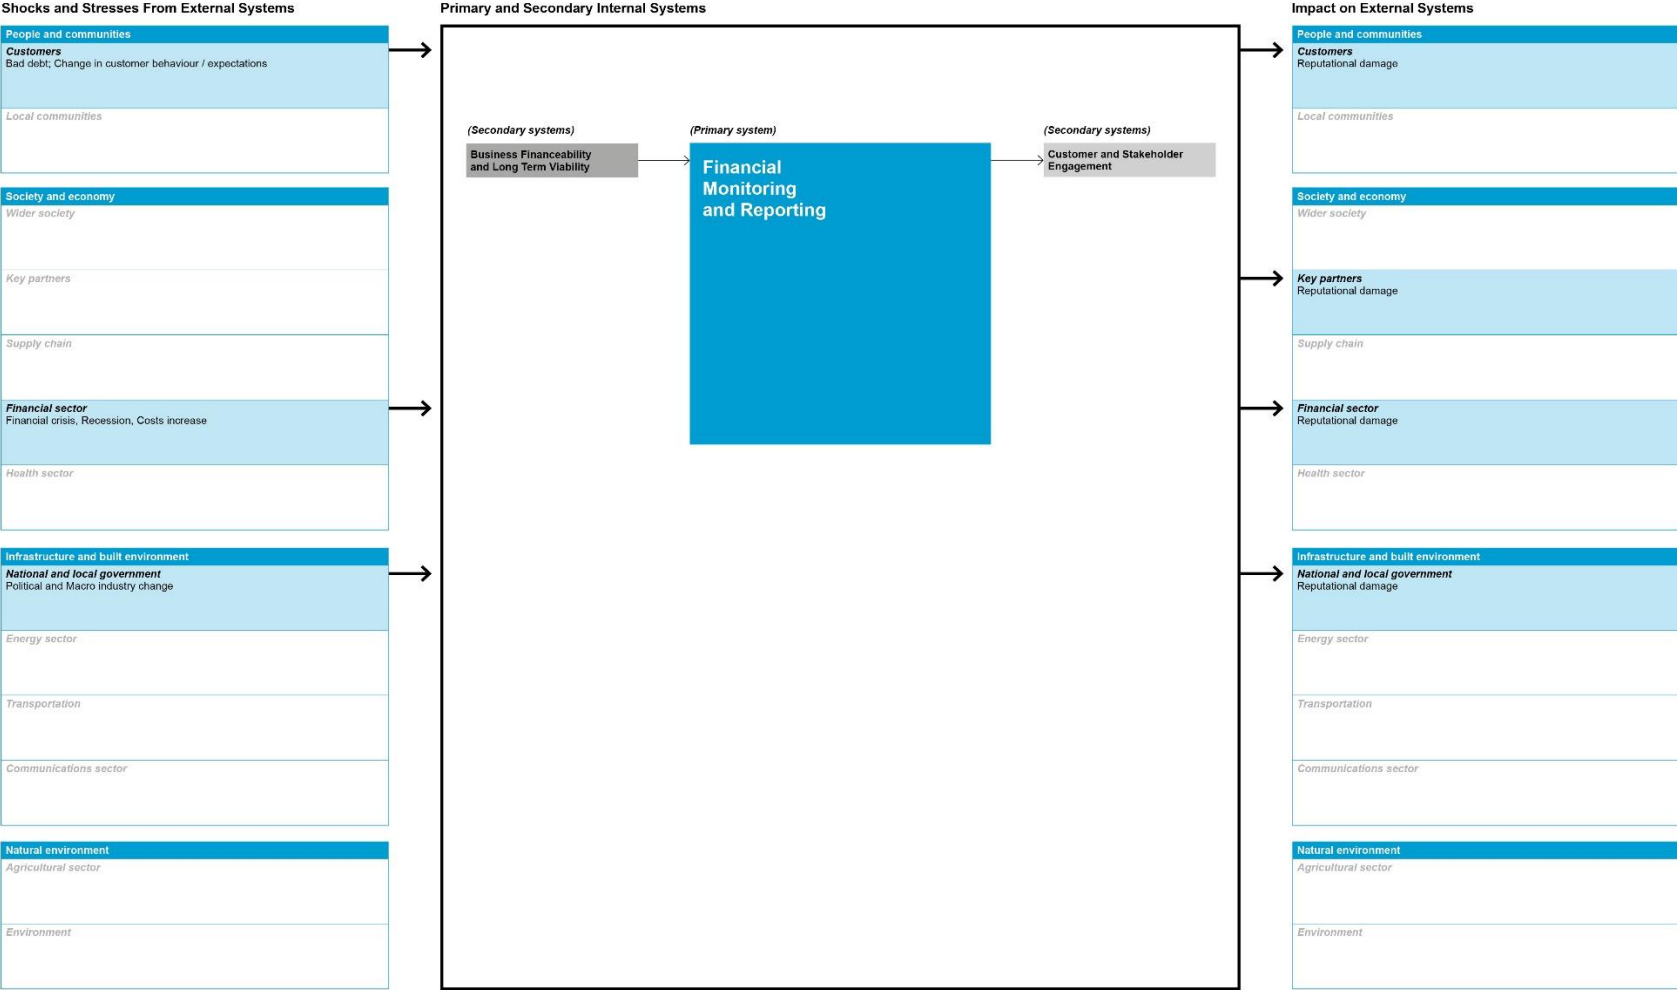 Shocks and Stresses From External Systems
People and communities
Customers
Bad debt; Change in customer behaviour / expectations
Local communities
Society and economy
Wider society
Key partners
Supply chain
Financial sector
Financial crisis, Recession, Costs increase
Health sector
Infrastructure and built environment
National and local government
Political and Macro industry change
Energy sector
Transportation
Communications sector
Natural environment
Agricultural sector
Environment
Primary and Secondary Internal Systems
(Secondary systems)
Business Financeability
and Long Term Viability
(Primary system)
Financial
Monitoring
and Reporting
(Secondary systems)
Customer and Stakeholder
Engagement
Impact on External Systems
People and communities
Customers
Reputational damage
Local communities
Society and economy
Wider society
Key partners
Reputational damage
Supply chain
Financial sector
Reputational damage
Health sector
Infrastructure and built environment
National and local government
Reputational damage
Energy sector
Transportation
Communications sector
Natural environment
Agricultural sector
Environment